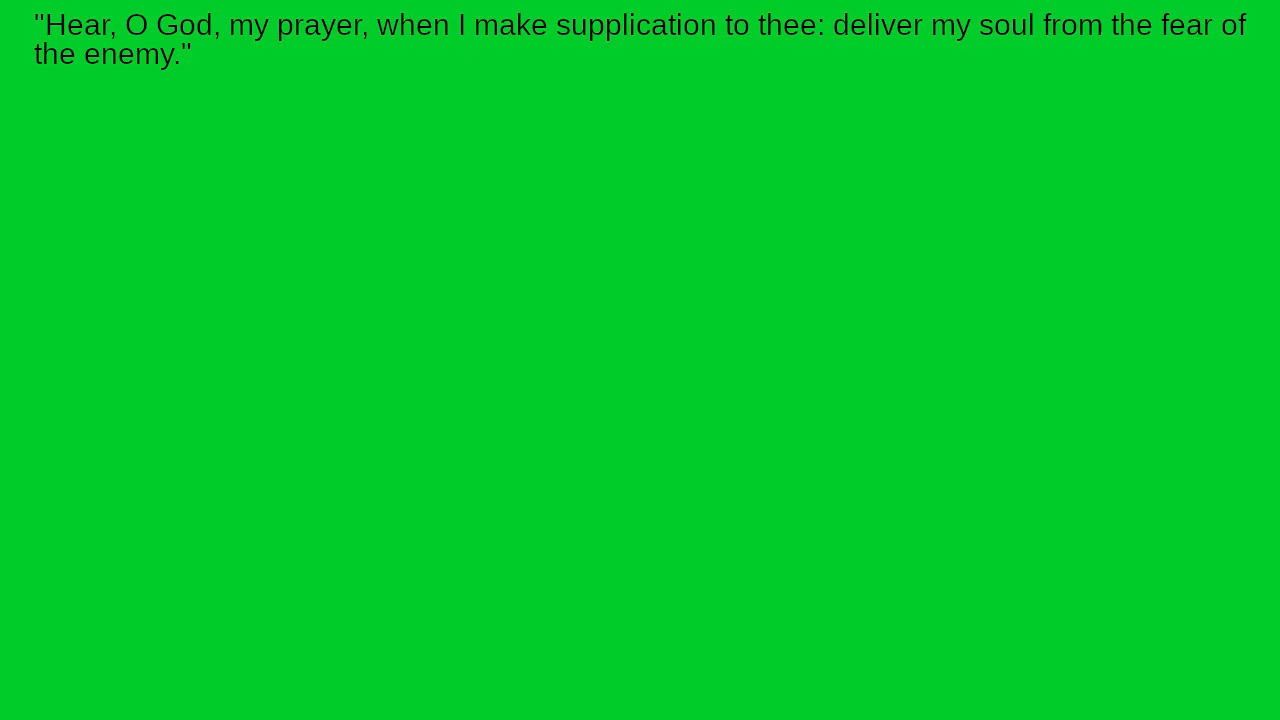 "Hear, O God, my prayer, when I make supplication to thee: deliver my soul from the fear of
the enemy."